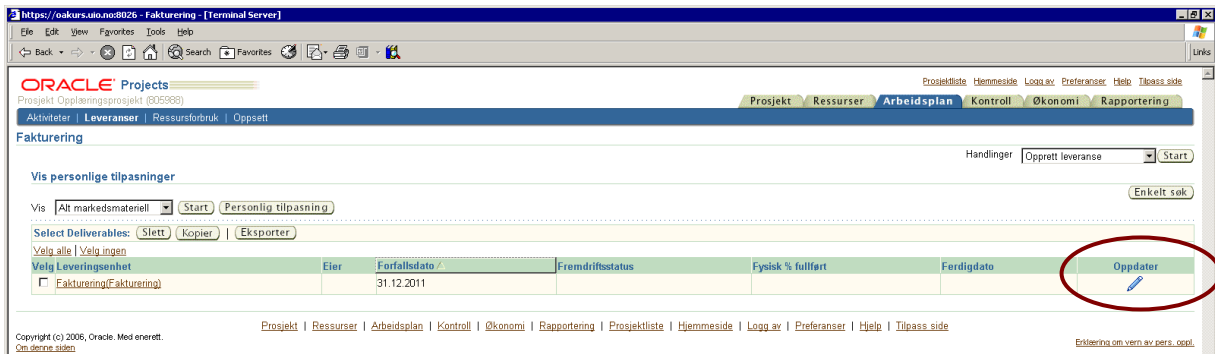 https://oakurs.uio.no:8026 - Fakturering - [Terminal Server]
File Edit View Favorites Tools Help
Back Search Favorites Links
ORACLE Projects
Prosjektliste Hjemmeside Logg av Preferanser Hjelp Tilpass side
Prosjekt Opplæringsprosjekt (805988)
Prosjekt Ressurser Arbeidsplan Kontroll Økonomi Rapportering
Aktiviteter | Leveranser | Ressursforbruk | Oppsett
Fakturering
Handlinger Opprett leveranse Start
Vis personlige tilpasninger
Enkelt søk
Vis Alt markedsmateriell Start Personlig tilpasning
Select Deliverables: Slett Kopier | Eksporter
Velg alle | Velg ingen
Velg Leveringsenhet Eier Forfallsdato Fremdriftsstatus Fysisk % fullført Ferdigdato Oppdater
Fakturering(Fakturering) 31.12.2011
Prosjekt | Ressurser | Arbeidsplan | Kontroll | Økonomi | Rapportering | Prosjektliste | Hjemmeside | Logg av | Preferanser | Hjelp | Tilpass side
Copyright (c) 2006, Oracle. Med enerett.
Om denne siden
Erklæring om vern av pers. oppl.